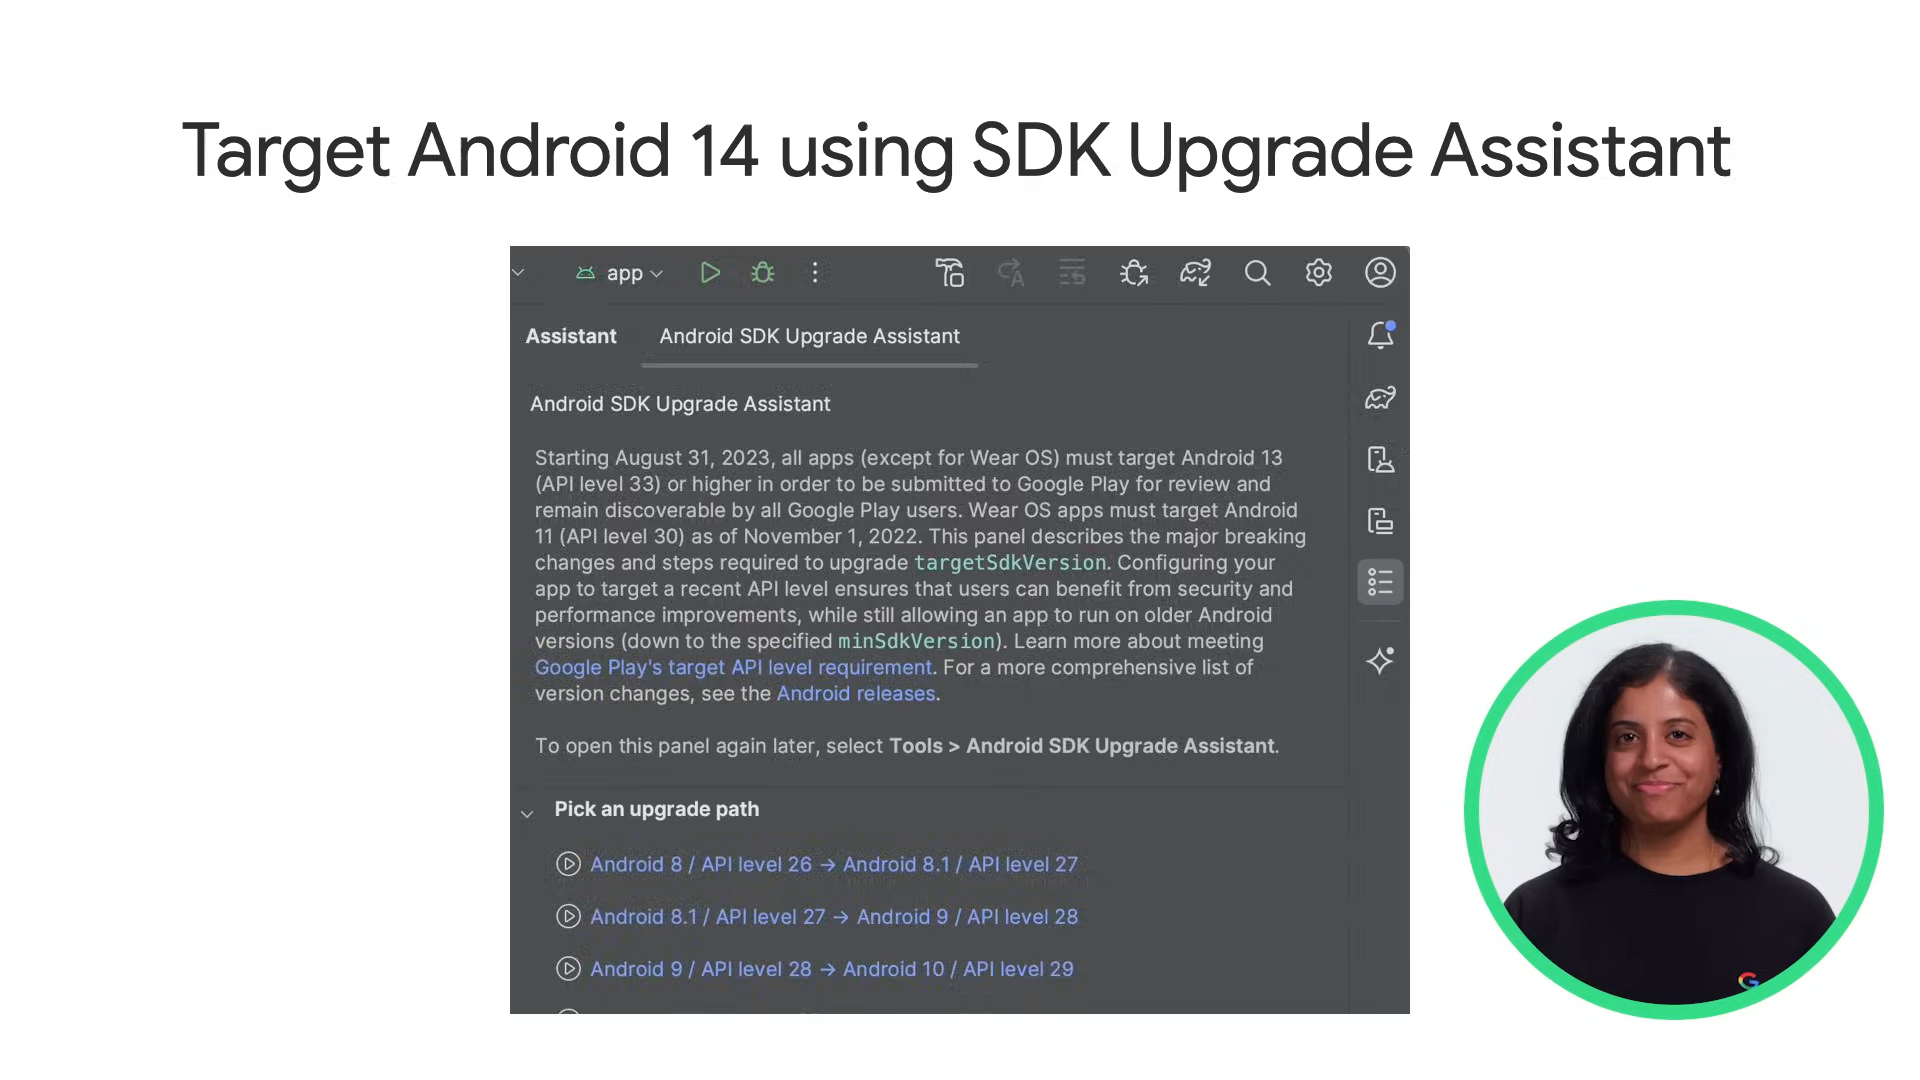 Target Android 14 using SDK Upgrade Assistant
app
Assistant
Android SDK Upgrade Assistant
Android SDK Upgrade Assistant
Starting August 31, 2023, all apps (except for Wear OS) must target Android 13
(API level 33) or higher in order to be submitted to Google Play for review and
remain discoverable by all Google Play users. Wear OS apps must target Android
11 (API level 30) as of November 1, 2022. This panel describes the major breaking
changes and steps required to upgrade targetSdkVersion. Configuring your
app to target a recent API level ensures that users can benefit from security and
performance improvements, while still allowing an app to run on older Android
versions (down to the specified minSdkVersion). Learn more about meeting
Google Play's target API level requirement. For a more comprehensive list of
version changes, see the Android releases.
To open this panel again later, select Tools > Android SDK Upgrade Assistant.
Pick an upgrade path
Android 8 / API level 26 → Android 8.1 / API level 27
Android 8.1 / API level 27 → Android 9 / API level 28
Android 9 / API level 28 → Android 10 / API level 29
G